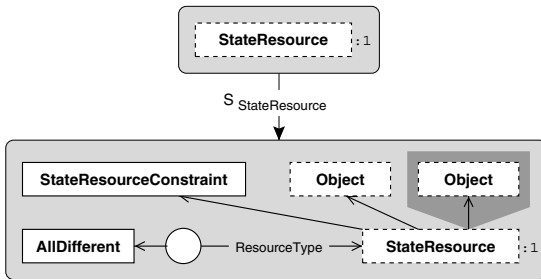 StateResource :1
S StateResource
StateResourceConstraint Object Object
AllDifferent ResourceType StateResource :1